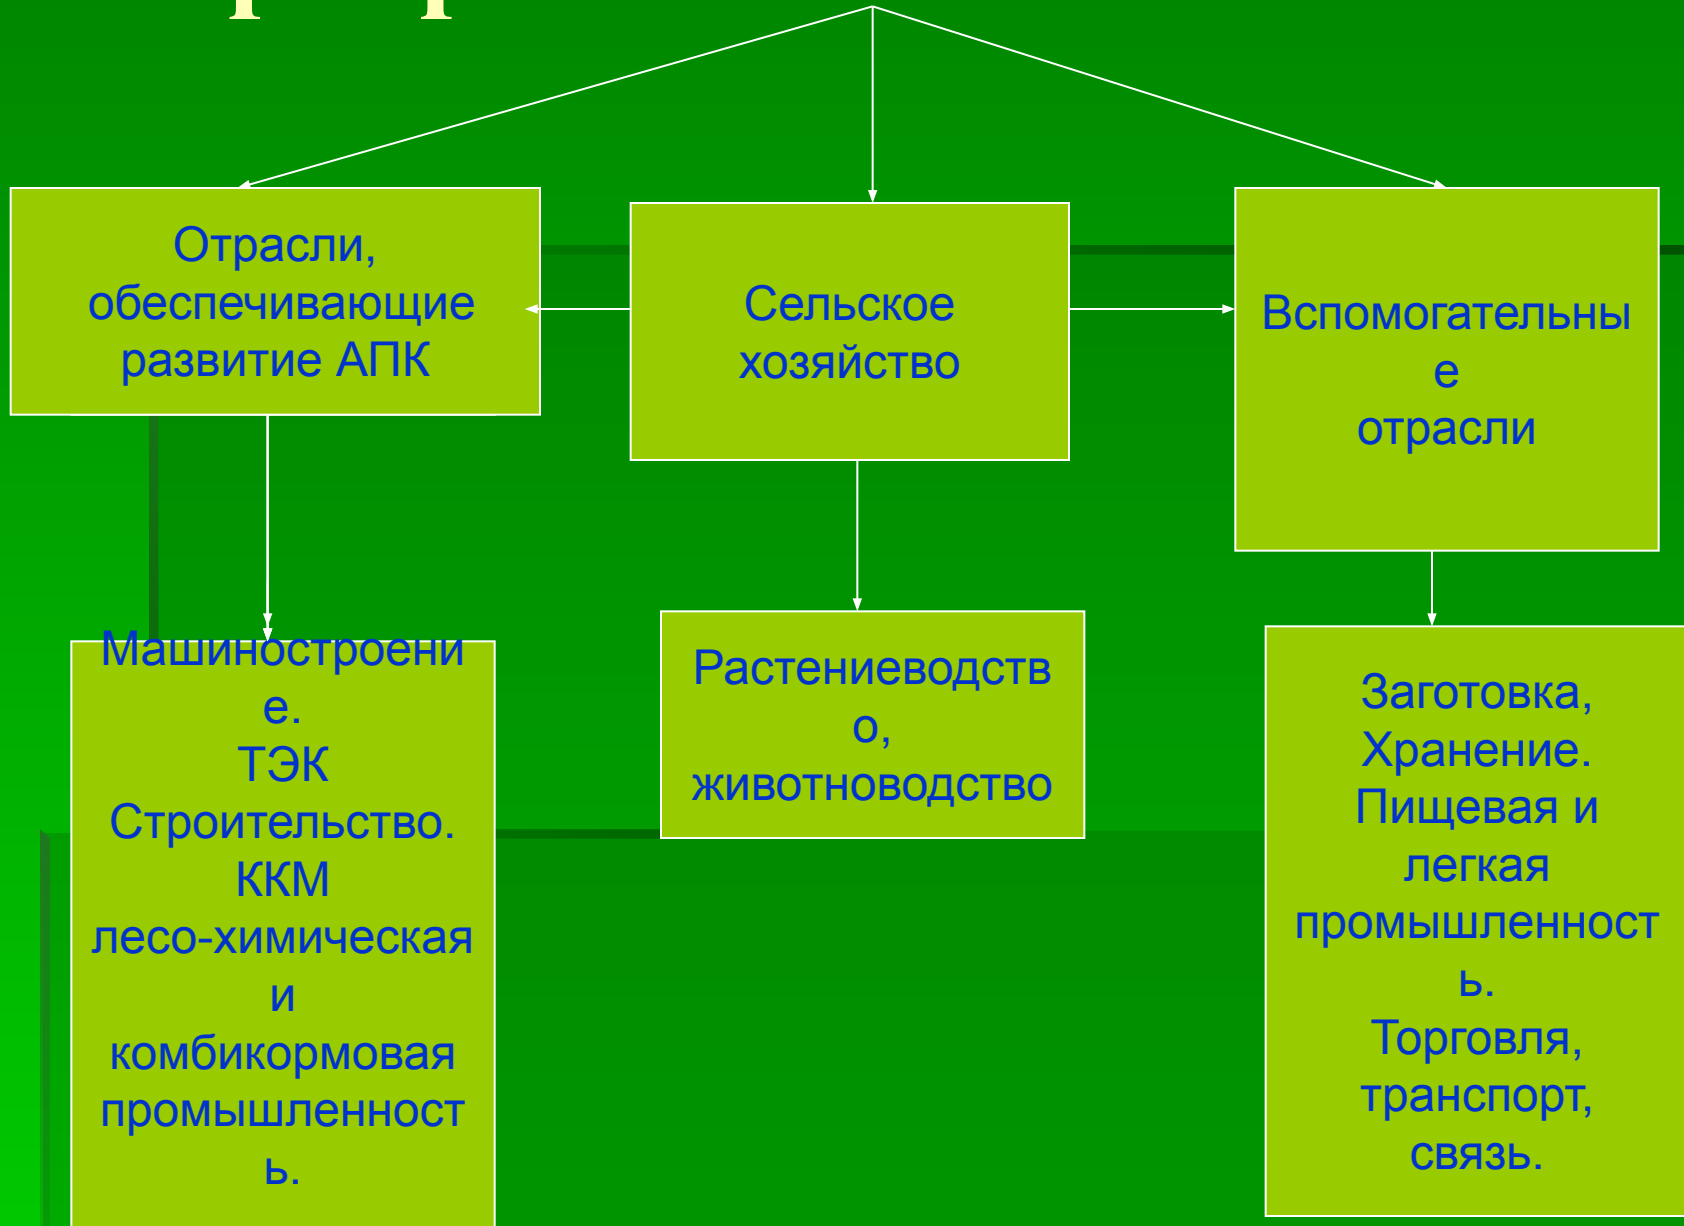 Отрасли,
обеспечивающие
развитие АПК
Сельское
хозяйство
Вспомогательны
е
отрасли
Машиностроени
е.
ТЭК
Строительство.
ККМ
лесо-химическая
и
комбикормовая
промышленност
ь.
Растениеводств
о,
животноводство
Заготовка,
Хранение.
Пищевая и
легкая
промышленност
ь.
Торговля,
транспорт,
связь.